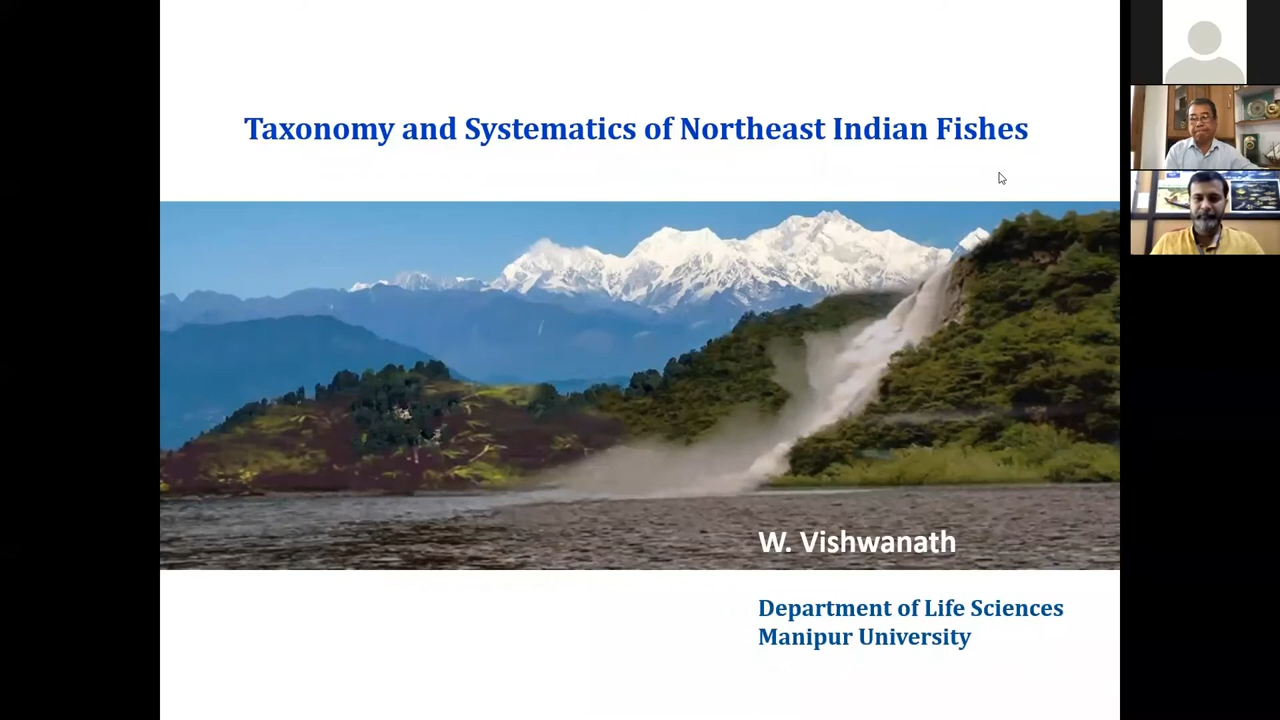 Taxonomy and Systematics of Northeast Indian Fishes
W. Vishwanath
Department of Life Sciences
Manipur University